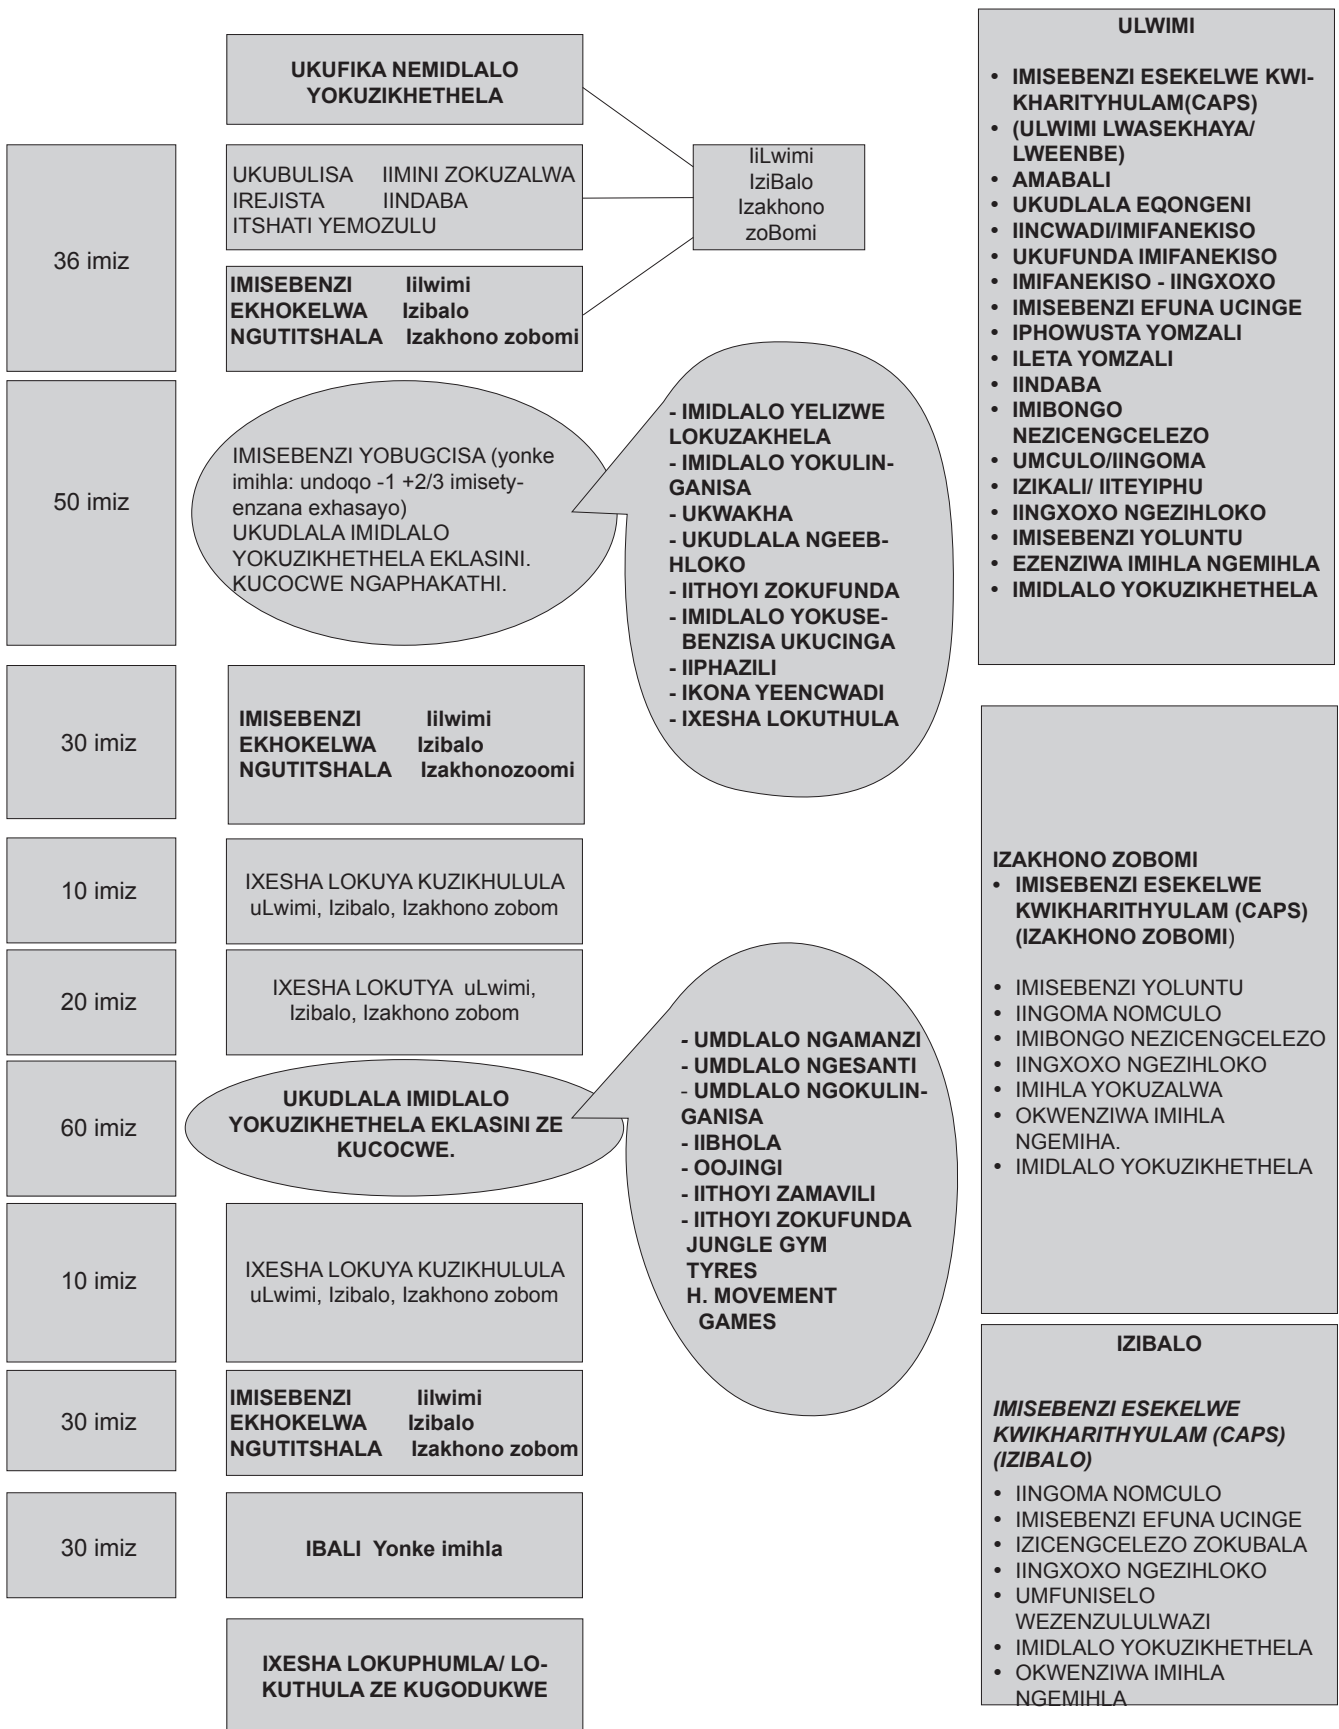 UKUFIKA NEMIDLALO
YOKUZIKHETHELA
36 imiz
UKUBULISA IIMINI ZOKUZALWA
IREJISTA IINDABA
ITSHATI YEMOZULU
IiLwimi
IziBalo
Izakhono
zoBomi
IMISEBENZI Iilwimi
EKHOKELWA Izibalo
NGUTITSHALA Izakhono zobomi
50 imiz
IMISEBENZI YOBUGCISA (yonke
imihla: undoqo -1 +2/3 imisety-
enzana exhasayo)
UKUDLALA IMIDLALO
YOKUZIKHETHELA EKLASINI.
KUCOCWE NGAPHAKATHI.
- IMIDLALO YELIZWE
LOKUZAKHELA
- IMIDLALO YOKULIN-
GANISA
- UKWAKHA
- UKUDLALA NGEEB-
HLOKO
- IITHOYI ZOKUFUNDA
- IMIDLALO YOKUSE-
BENZISA UKUCINGA
- IIPHAZILI
- IKONA YEENCWADI
- IXESHA LOKUTHULA
30 imiz
IMISEBENZI Iilwimi
EKHOKELWA Izibalo
NGUTITSHALA Izakhonozoomi
10 imiz
IXESHA LOKUYA KUZIKHULULA
uLwimi, Izibalo, Izakhono zobom
20 imiz
IXESHA LOKUTYA uLwimi,
Izibalo, Izakhono zobom
60 imiz
UKUDLALA IMIDLALO
YOKUZIKHETHELA EKLASINI ZE
KUCOCWE.
- UMDLALO NGAMANZI
- UMDLALO NGESANTI
- UMDLALO NGOKULIN-
GANISA
- IIBHOLA
- OOJINGI
- IITHOYI ZAMAVILI
- IITHOYI ZOKUFUNDA
JUNGLE GYM
TYRES
H. MOVEMENT
GAMES
10 imiz
IXESHA LOKUYA KUZIKHULULA
uLwimi, Izibalo, Izakhono zobom
30 imiz
IMISEBENZI Iilwimi
EKHOKELWA Izibalo
NGUTITSHALA Izakhono zobom
30 imiz
IBALI Yonke imihla
IXESHA LOKUPHUMLA/ LO-
KUTHULA ZE KUGODUKWE
ULWIMI
• IMISEBENZI ESEKELWE KWI-
KHARITYHULAM(CAPS)
• (ULWIMI LWASEKHAYA/
LWEENBE)
• AMABALI
• UKUDLALA EQONGENI
• IINCWADI/IMIFANEKISO
• UKUFUNDA IMIFANEKISO
• IMIFANEKISO - IINGXOXO
• IMISEBENZI EFUNA UCINGE
• IPHOWUSTA YOMZALI
• ILETA YOMZALI
• IINDABA
• IMIBONGO
NEZICENGCELEZO
• UMCULO/IINGOMA
• IZIKALI/ IITEYIPHU
• IINGXOXO NGEZIHLOKO
• IMISEBENZI YOLUNTU
• EZENZIWA IMIHLA NGEMIHLA
• IMIDLALO YOKUZIKHETHELA
IZAKHONO ZOBOMI
• IMISEBENZI ESEKELWE
KWIKHARITHYULAM (CAPS)
(IZAKHONO ZOBOMI)
• IMISEBENZI YOLUNTU
• IINGOMA NOMCULO
• IMIBONGO NEZICENGCELEZO
• IINGXOXO NGEZIHLOKO
• IMIHLA YOKUZALWA
• OKWENZIWA IMIHLA
NGEMIHA.
• IMIDLALO YOKUZIKHETHELA
IZIBALO
IMISEBENZI ESEKELWE
KWIKHARITHYULAM (CAPS)
(IZIBALO)
• IINGOMA NOMCULO
• IMISEBENZI EFUNA UCINGE
• IZICENGCELEZO ZOKUBALA
• IINGXOXO NGEZIHLOKO
• UMFUNISELO
WEZENZULULWAZI
• IMIDLALO YOKUZIKHETHELA
• OKWENZIWA IMIHLA
NGEMIHLA